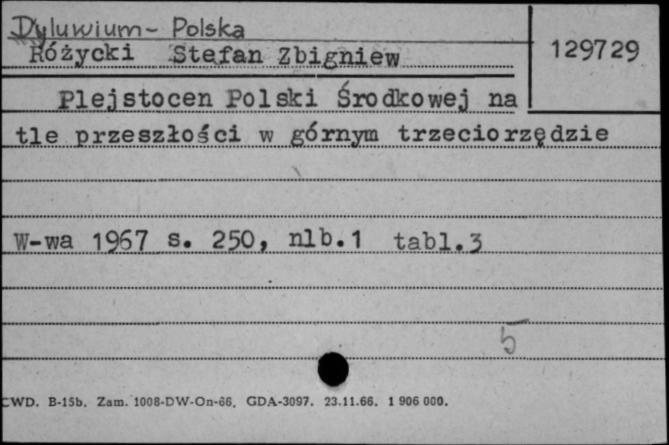 Dyluwium - Polska
Różycki Stefan Zbigniew
129729
Plejstocen Polski Środkowej na
tle przeszłości w górnym trzeciorzędzie
W-wa 1967 s. 250, nlb.1 tabl.3
5
CWD. B-15b. Zam. 1008-DW-On-66. GDA-3097. 23.11.66. 1 906 000.